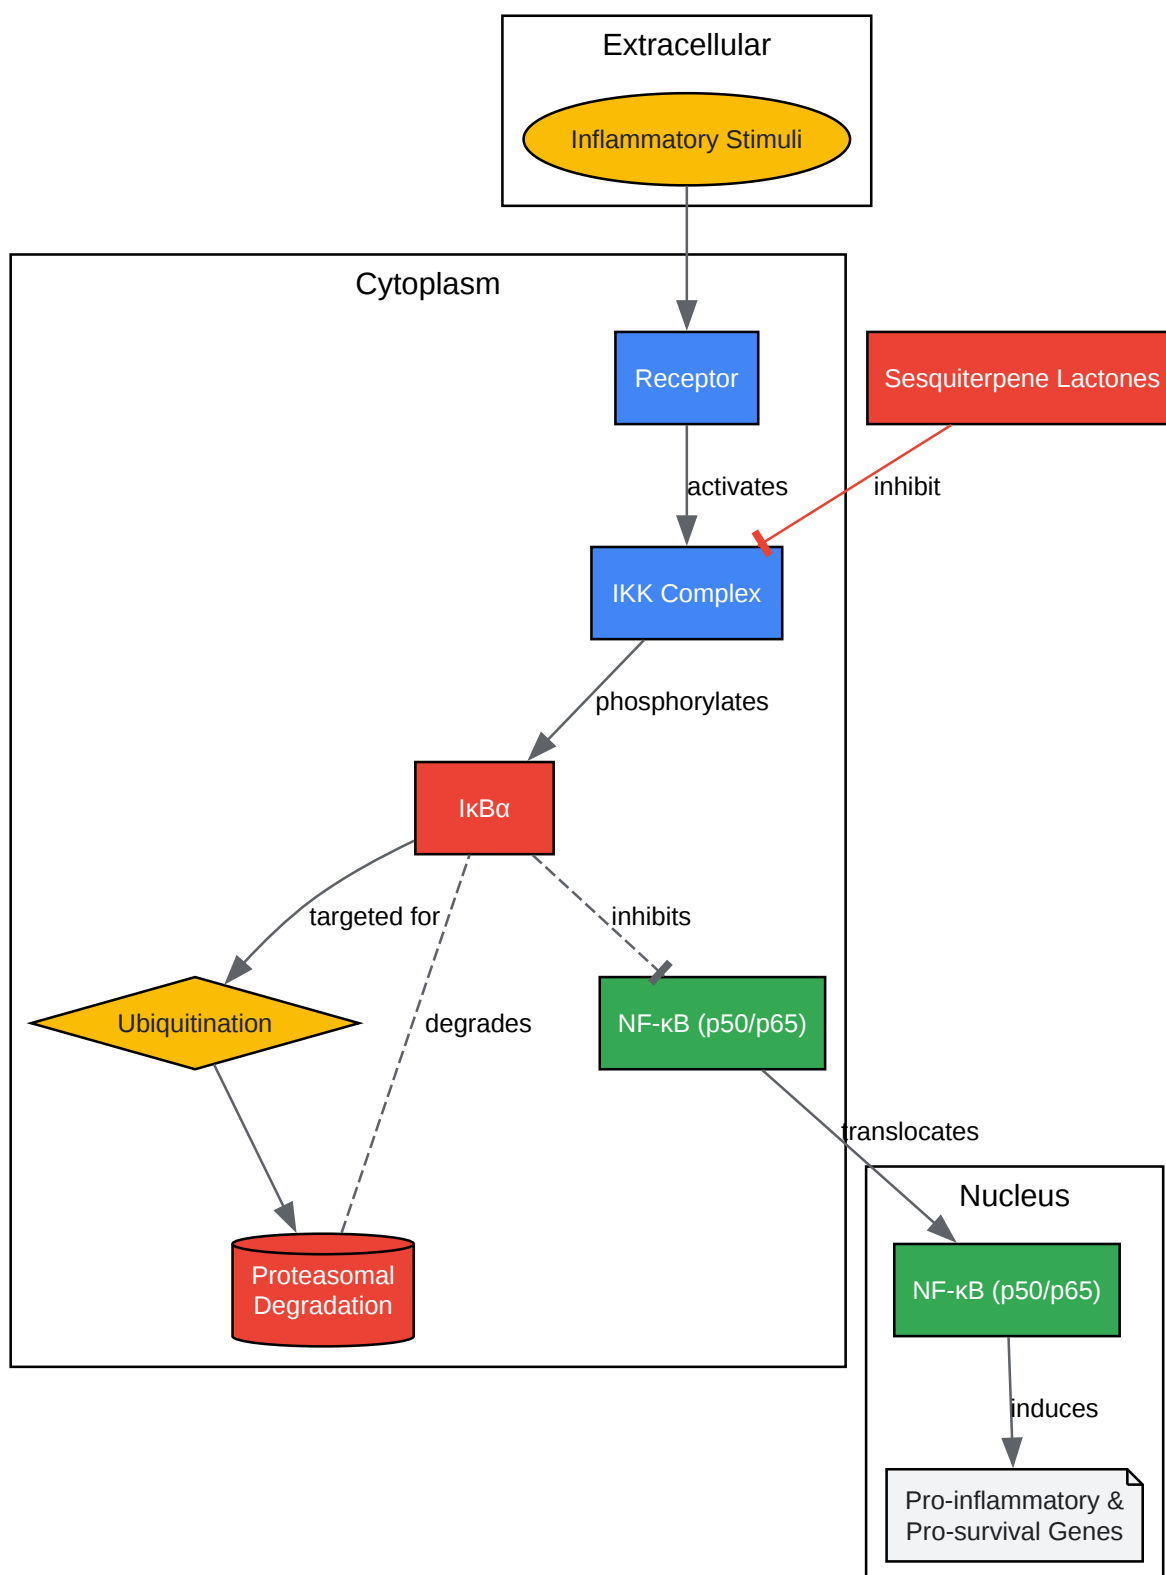 Extracellular
Inflammatory Stimuli
Cytoplasm
Receptor
Sesquiterpene Lactones
activates
inhibit
IKK Complex
phosphorylates
IκBα
targeted for
inhibits
Ubiquitination
degrades
NF-κB (p50/p65)
translocates
Nucleus
Proteasomal
Degradation
NF-κB (p50/p65)
induces
Pro-inflammatory &
Pro-survival Genes